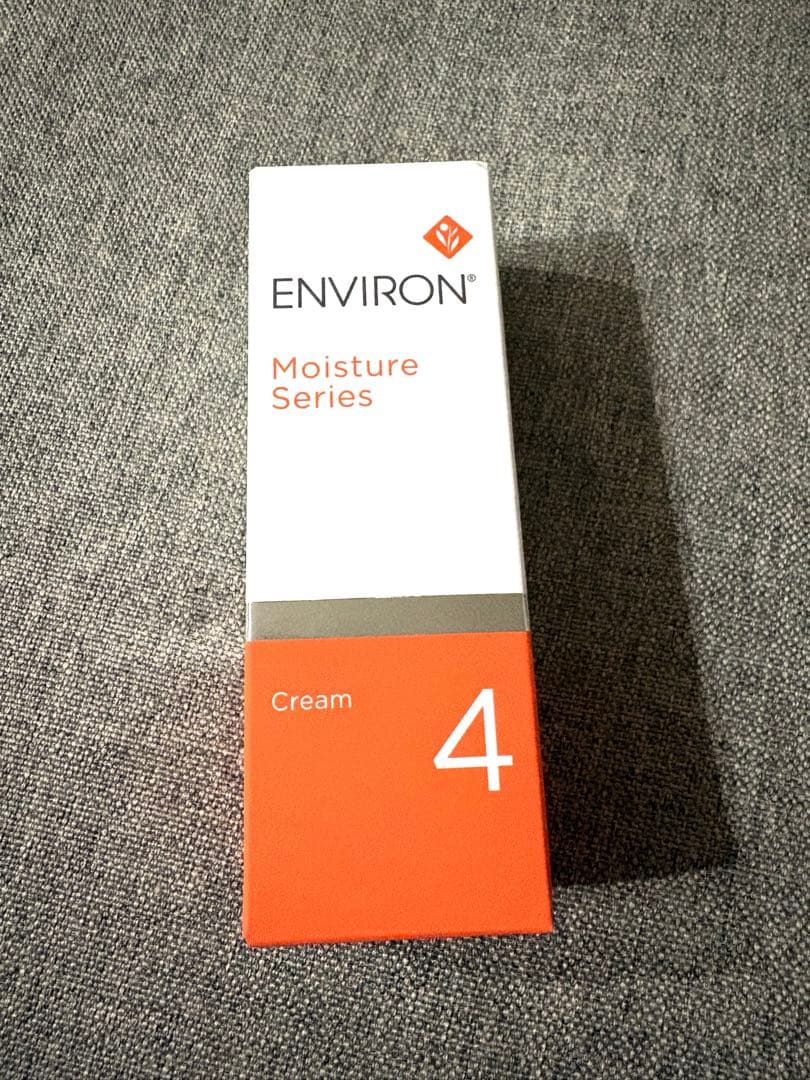 ENVIRON®
Moisture
Series
Cream
4